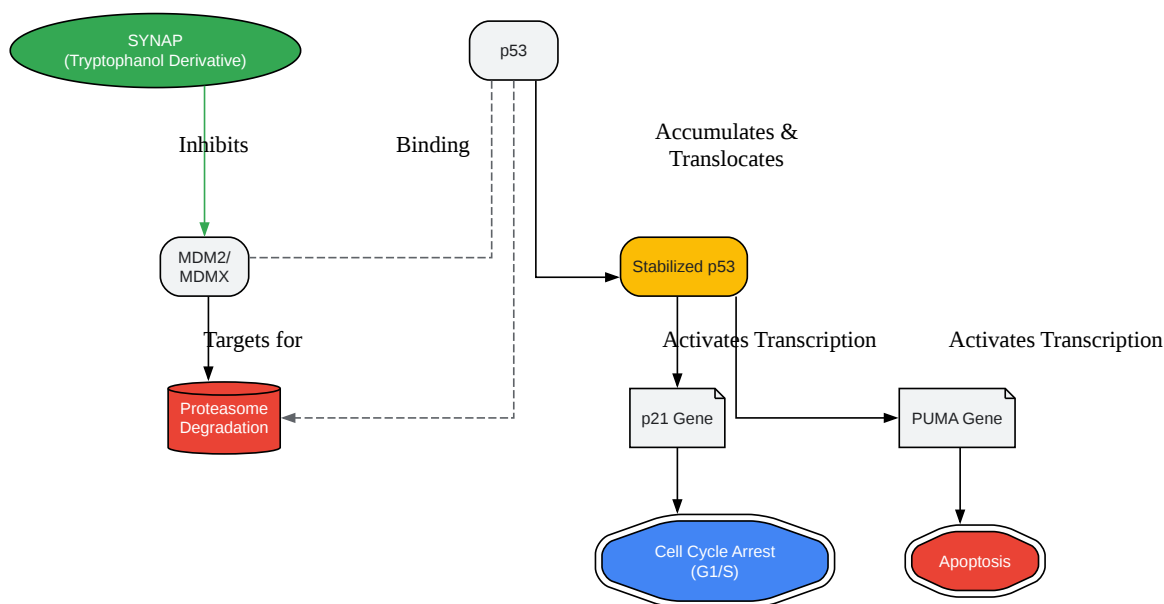 SYNAP
(Tryptophanol Derivative)
p53
Inhibits
Binding
Accumulates &
Translocates
MDM2/
MDMX
Stabilized p53
Targets for
Activates Transcription
Activates Transcription
Proteasome
Degradation
p21 Gene
PUMA Gene
Cell Cycle Arrest
(G1/S)
Apoptosis